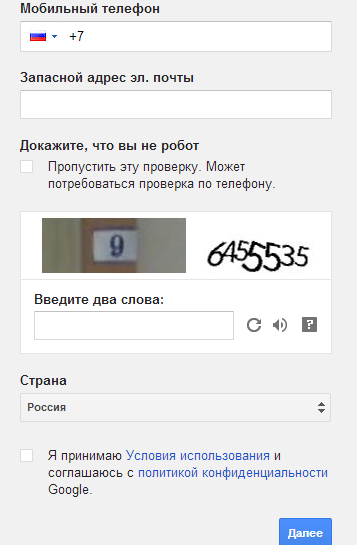 Мобильный телефон
+7
Запасной адрес эл. почты
Докажите, что вы не робот
Пропустить эту проверку. Может
потребоваться проверка по телефону.
9 6455535
Введите два слова:
?
Страна
Россия
Я принимаю Условия использования и
соглашаюсь с политикой конфиденциальности
Google.
Далее